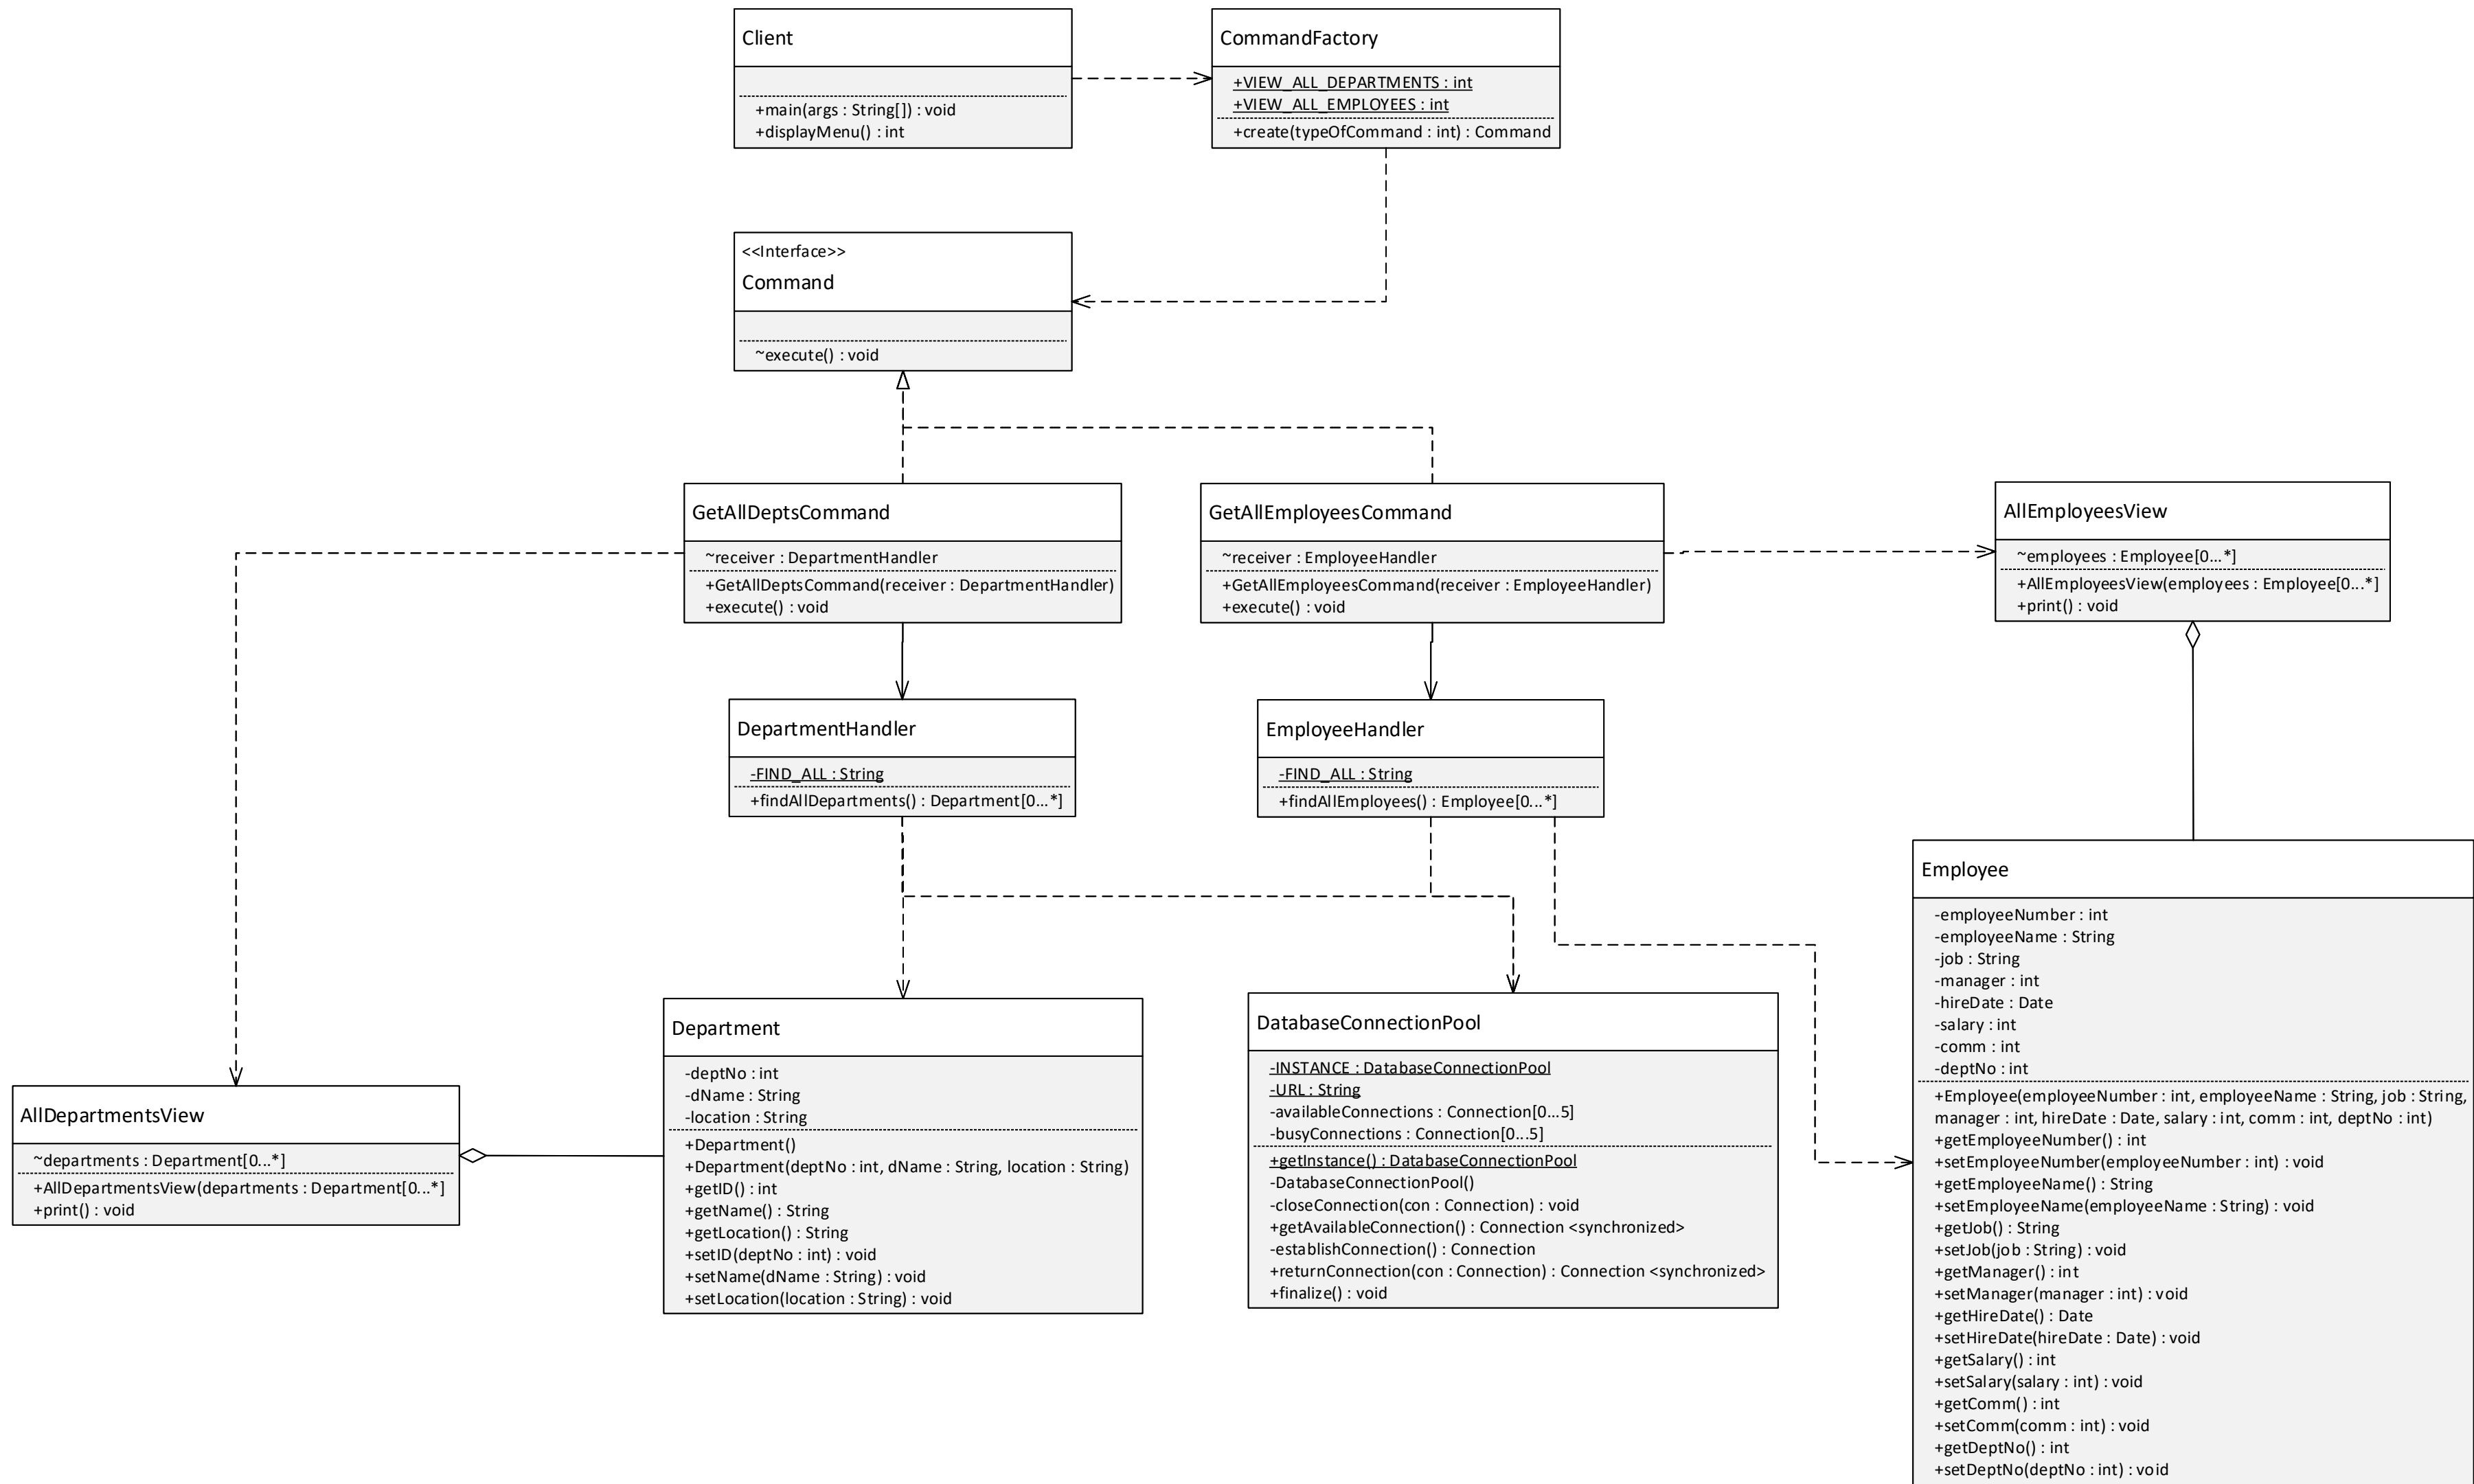 Client
+main(args : String[]) : void
+displayMenu() : int
CommandFactory
+VIEW_ALL_DEPARTMENTS : int
+VIEW_ALL_EMPLOYEES : int
+create(typeOfCommand : int) : Command
<<Interface>>
Command
~execute() : void
GetAllDeptsCommand
~receiver : DepartmentHandler
+GetAllDeptsCommand(receiver : DepartmentHandler)
+execute() : void
GetAllEmployeesCommand
~receiver : EmployeeHandler
+GetAllEmployeesCommand(receiver : EmployeeHandler)
+execute() : void
AllEmployeesView
~employees : Employee[0...*]
+AllEmployeesView(employees : Employee[0...*]
+print() : void
DepartmentHandler
-FIND_ALL : String
+findAllDepartments() : Department[0...*]
EmployeeHandler
-FIND_ALL : String
+findAllEmployees() : Employee[0...*]
AllDepartmentsView
~departments : Department[0...*]
+AllDepartmentsView(departments : Department[0...*]
+print() : void
Department
-deptNo : int
-dName : String
-location : String
+Department()
+Department(deptNo : int, dName : String, location : String)
+getID() : int
+getName() : String
+getLocation() : String
+setID(deptNo : int) : void
+setName(dName : String) : void
+setLocation(location : String) : void
DatabaseConnectionPool
-INSTANCE : DatabaseConnectionPool
-URL : String
-availableConnections : Connection[0...5]
-busyConnections : Connection[0...5]
+getInstance() : DatabaseConnectionPool
-DatabaseConnectionPool()
-closeConnection(con : Connection) : void
+getAvailableConnection() : Connection <synchronized>
-establishConnection() : Connection
+returnConnection(con : Connection) : Connection <synchronized>
+finalize() : void
Employee
-employeeNumber : int
-employeeName : String
-job : String
-manager : int
-hireDate : Date
-salary : int
-comm : int
-deptNo : int
+Employee(employeeNumber : int, employeeName : String, job : String,
manager : int, hireDate : Date, salary : int, comm : int, deptNo : int)
+getEmployeeNumber() : int
+setEmployeeNumber(employeeNumber : int) : void
+getEmployeeName() : String
+setEmployeeName(employeeName : String) : void
+getJob() : String
+setJob(job : String) : void
+getManager() : int
+setManager(manager : int) : void
+getHireDate() : Date
+setHireDate(hireDate : Date) : void
+getSalary() : int
+setSalary(salary : int) : void
+getComm() : int
+setComm(comm : int) : void
+getDeptNo() : int
+setDeptNo(deptNo : int) : void